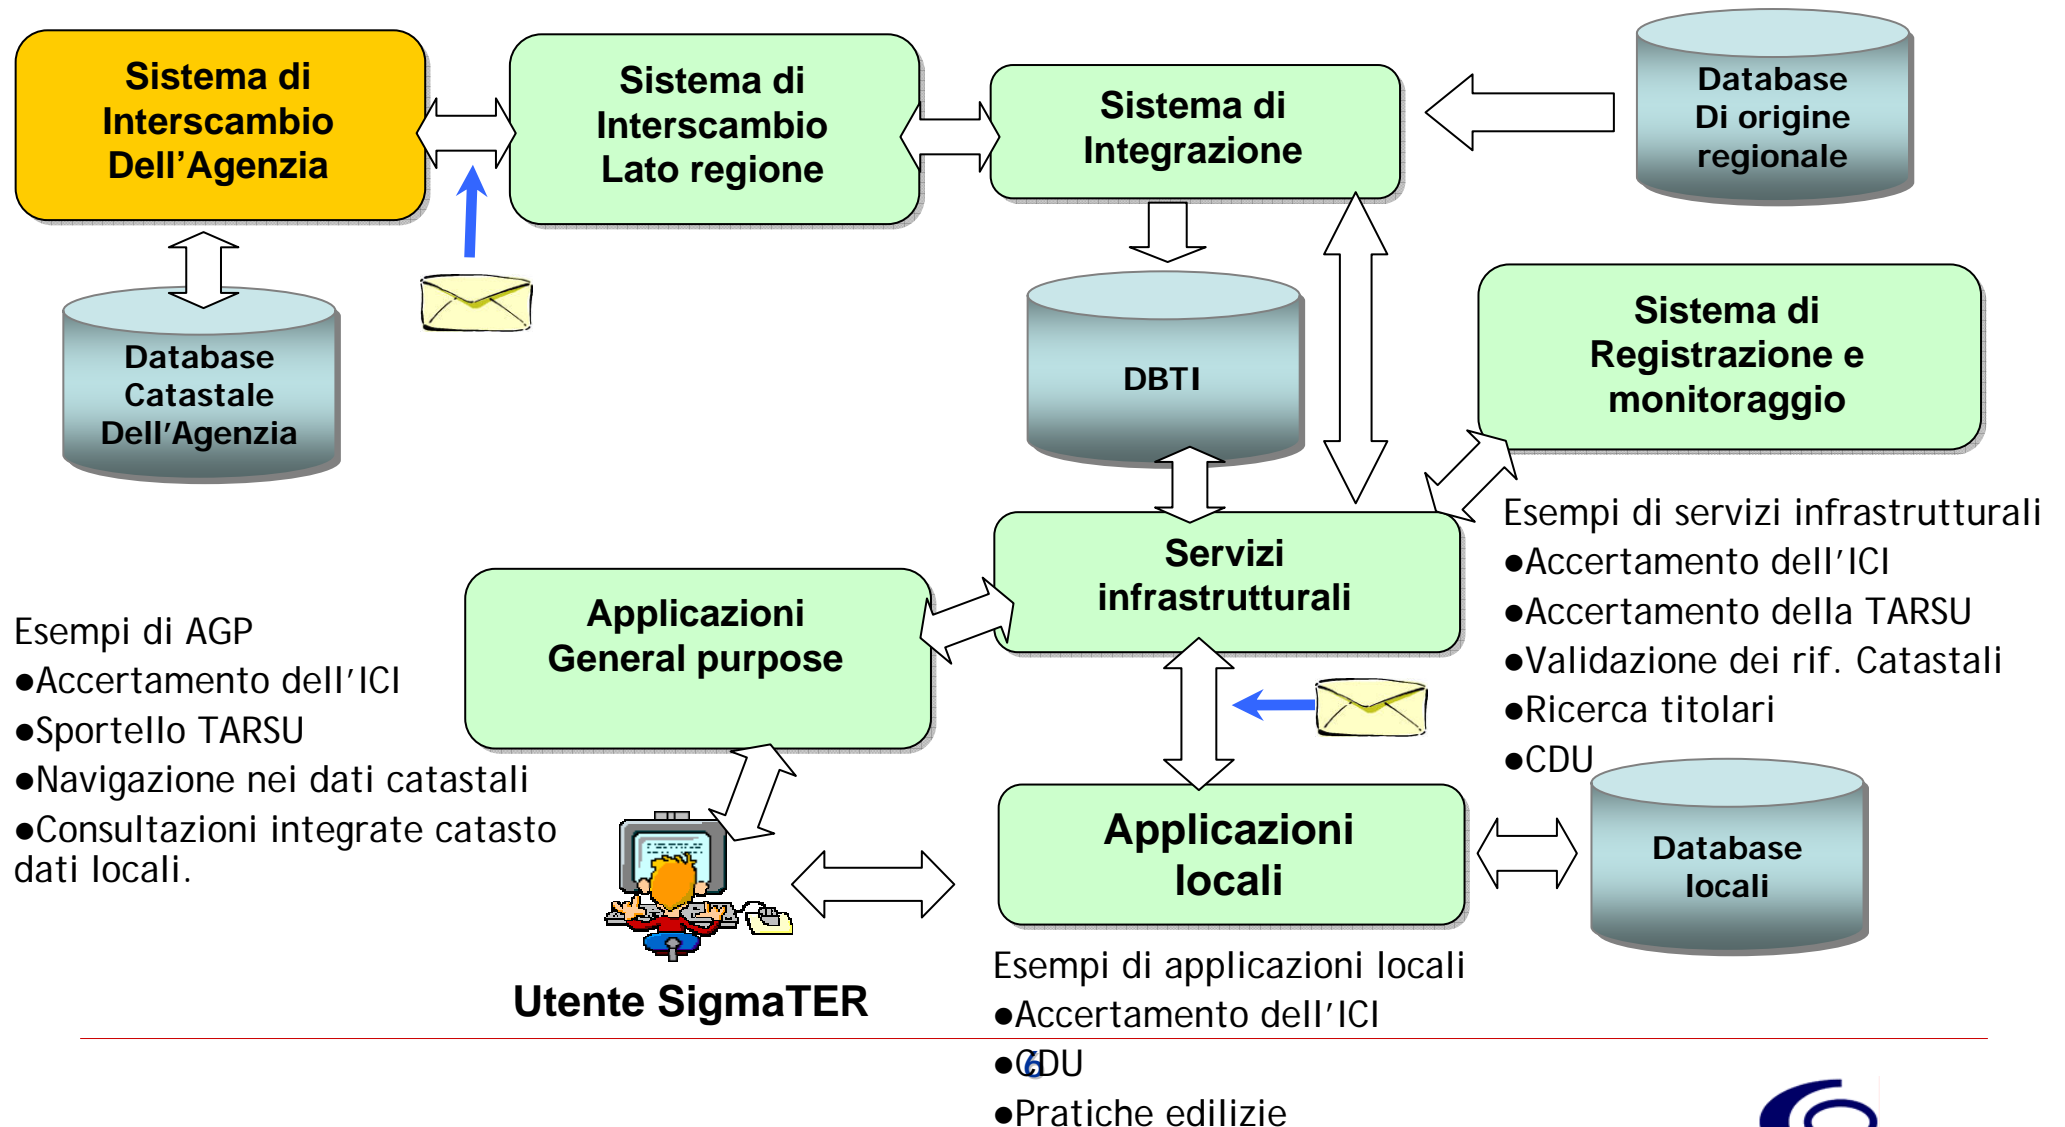 Sistema di
Interscambio
Dell'Agenzia
Sistema di
Interscambio
Lato regione
Sistema di
Integrazione
Database
Di origine
regionale
Database
Catastale
Dell'Agenzia
DBTI
Sistema di
Registrazione e
monitoraggio
Servizi
infrastrutturali
Esempi di servizi infrastrutturali
●Accertamento dell'ICI
●Accertamento della TARSU
●Validazione dei rif. Catastali
●Ricerca titolari
●CDU
Applicazioni
General purpose
Esempi di AGP
●Accertamento dell'ICI
●Sportello TARSU
●Navigazione nei dati catastali
●Consultazioni integrate catasto
dati locali.
Applicazioni
locali
Database
locali
Utente SigmaTER
Esempi di applicazioni locali
●Accertamento dell'ICI
●CDU
6
●Pratiche edilizie